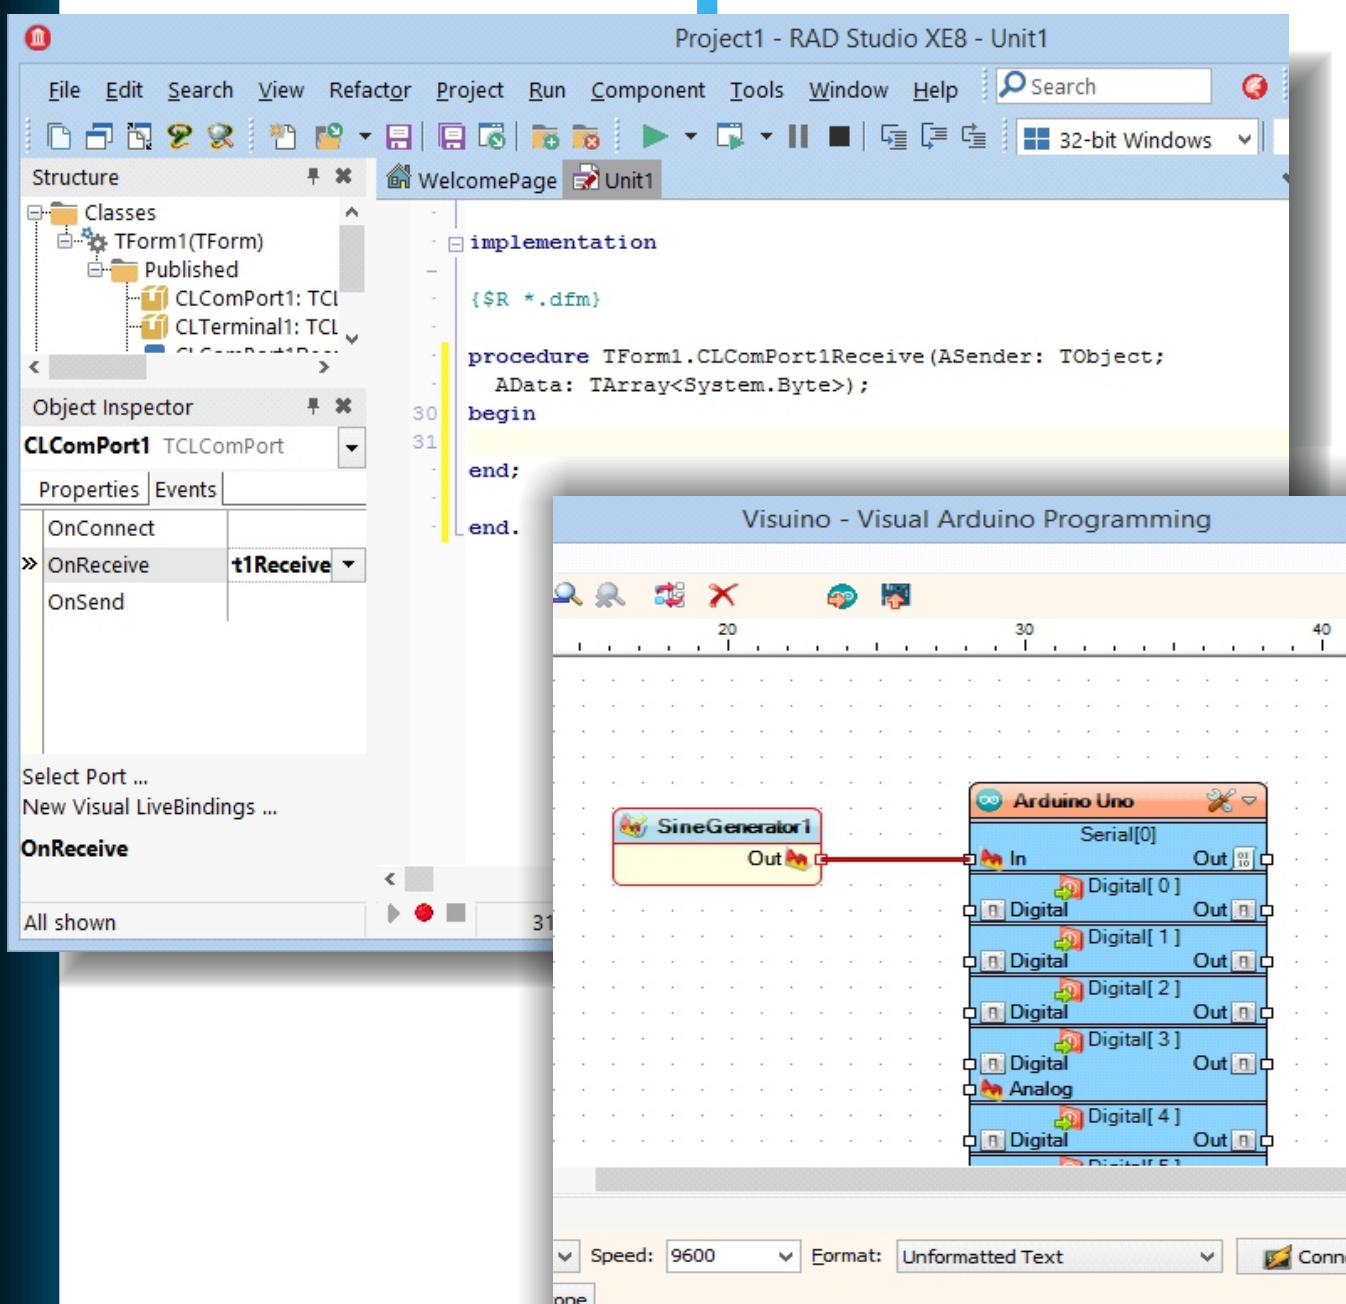 Project1 - RAD Studio XE8 - Unit1
File Edit Search View Refactor Project Run Component Tools Window Help Search
32-bit Windows
Structure
WelcomePage Unit1
Classes
TForm1(TForm)
Published
CLComPort1: TCL
CLTerminal1: TCL
implementation
{$R *.dfm}
procedure TForm1.CLComPort1Receive(ASender: TObject;
AData: TArray<System.Byte>);
30 begin
31
end;
end.
Object Inspector
CLComPort1 TCLComPort
Properties Events
OnConnect
OnReceive t1Receive
OnSend
Select Port ...
New Visual LiveBindings ...
OnReceive
All shown
31
Visuino - Visual Arduino Programming
20 30 40
SineGenerator1
Out
Arduino Uno
Serial[0]
In Out
Digital[ 0 ]
Digital Out
Digital[ 1 ]
Digital Out
Digital[ 2 ]
Digital Out
Digital[ 3 ]
Digital Out
Analog
Digital[ 4 ]
Digital Out
Speed: 9600 Format: Unformatted Text Conn
ope